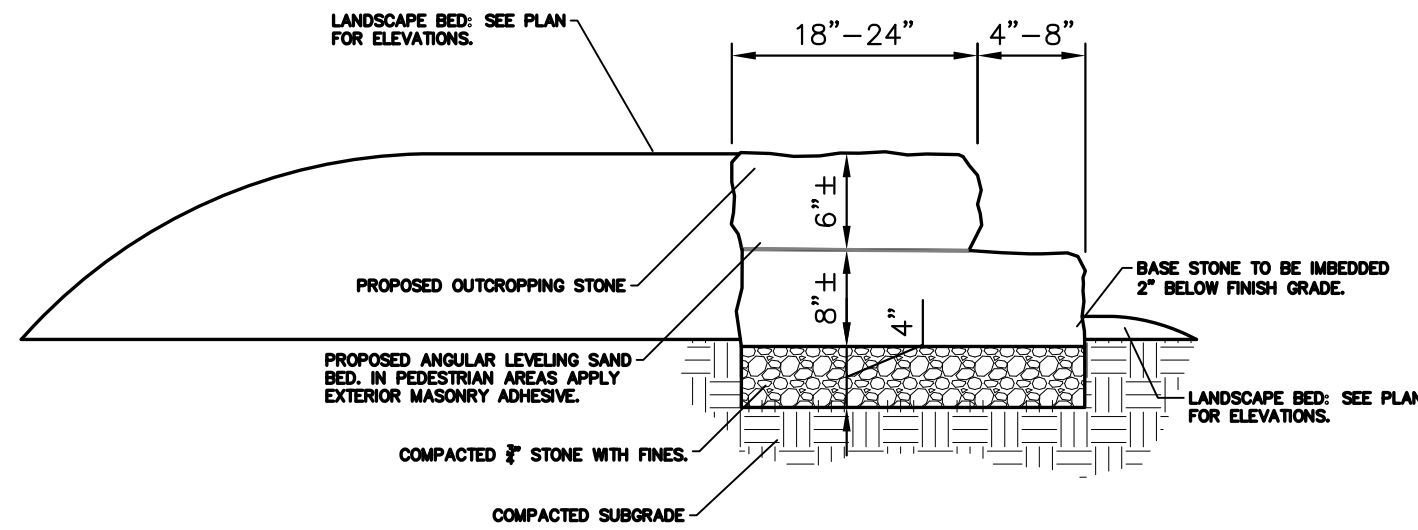 LANDSCAPE BED: SEE PLAN
FOR ELEVATIONS.
18"-24"
4"-8"
6"±
PROPOSED OUTCROPPING STONE
8"±
4"
BASE STONE TO BE IMBEDDED
2" BELOW FINISH GRADE.
PROPOSED ANGULAR LEVELING SAND
BED. IN PEDESTRIAN AREAS APPLY
EXTERIOR MASONRY ADHESIVE.
LANDSCAPE BED: SEE PLAN
FOR ELEVATIONS.
COMPACTED ¾" STONE WITH FINES.
COMPACTED SUBGRADE